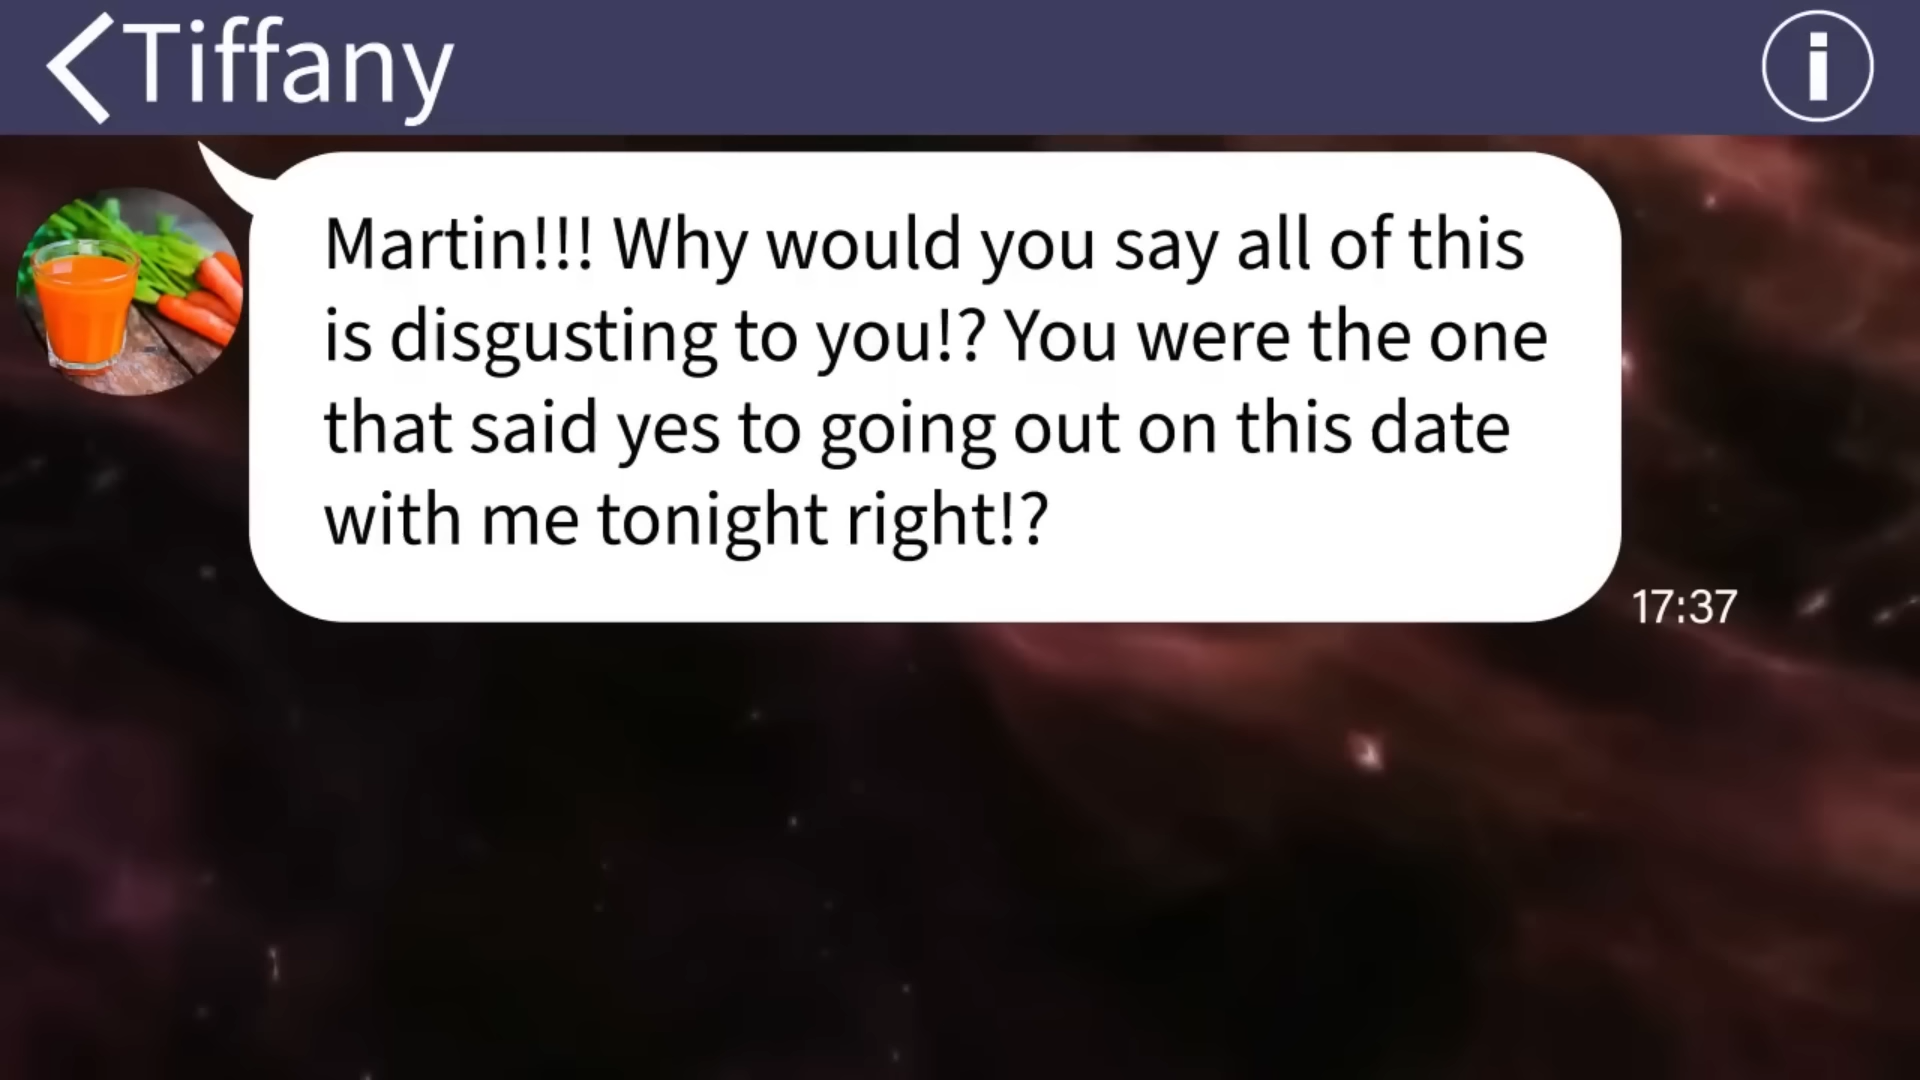 Tiffany
Martin!!! Why would you say all of this
is disgusting to you!? You were the one
that said yes to going out on this date
with me tonight right!?
17:37